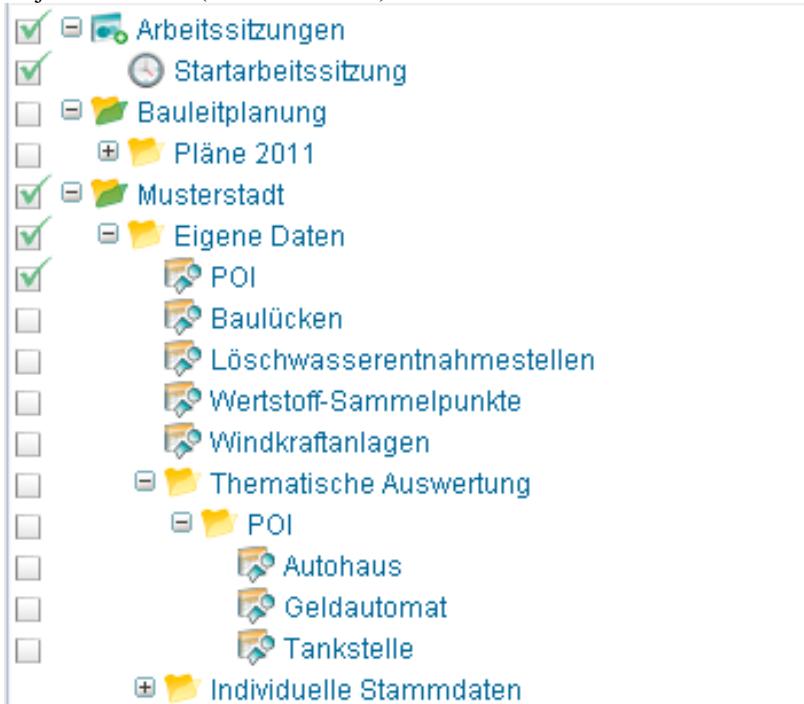 Arbeitssitzungen
Startarbeitssitzung
Bauleitplanung
Pläne 2011
Musterstadt
Eigene Daten
POI
Baulücken
Löschwasserentnahmestellen
Wertstoff-Sammelpunkte
Windkraftanlagen
Thematische Auswertung
POI
Autohaus
Geldautomat
Tankstelle
Individuelle Stammdaten